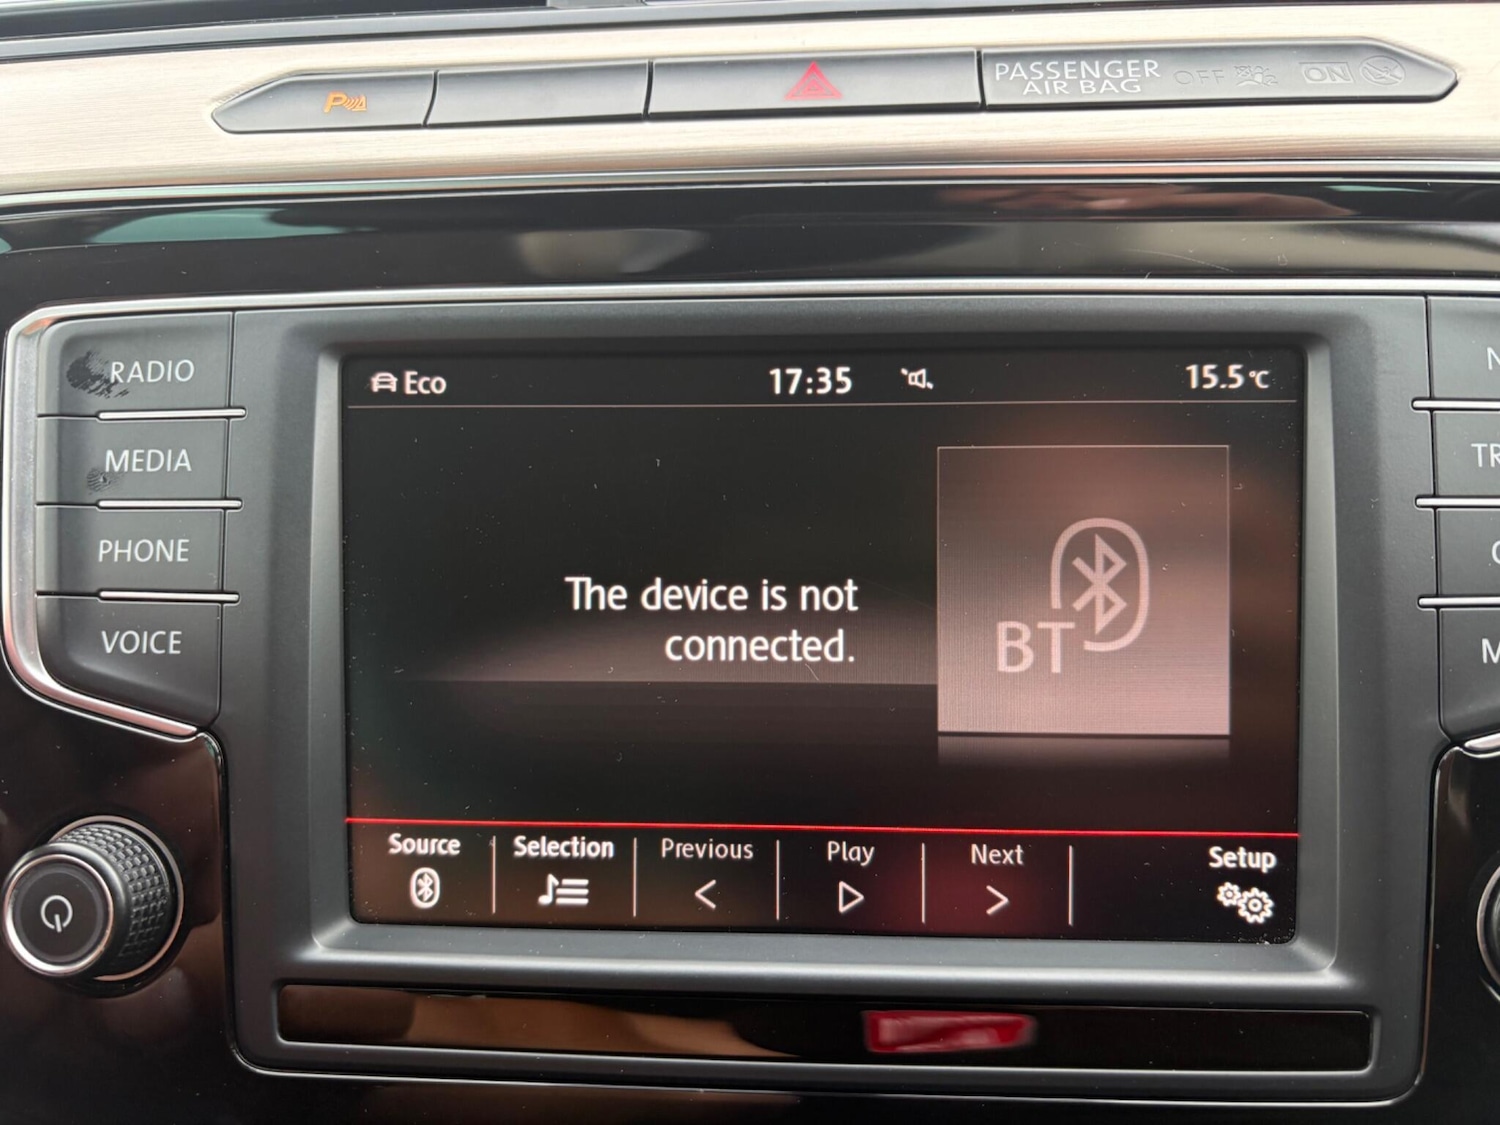 P
PASSENGER
AIR BAG
OFF
ON
RADIO
MEDIA
PHONE
VOICE
Eco
17:35
15.5°C
The device is not
connected.
BT
Source
Selection
Previous
Play
Next
Setup